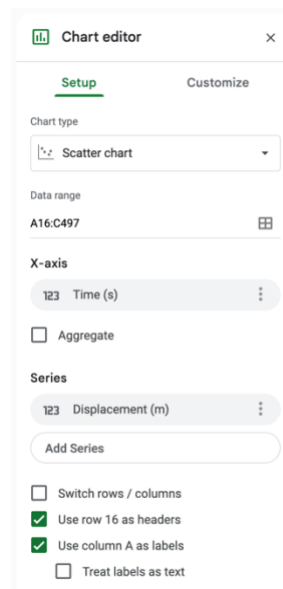 Chart editor
Setup Customize
Chart type
Scatter chart
Data range
A16:C497
X-axis
123 Time (s)
Aggregate
Series
123 Displacement (m)
Add Series
Switch rows / columns
Use row 16 as headers
Use column A as labels
Treat labels as text